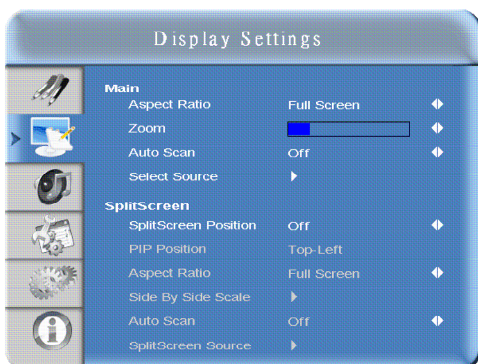 Display Settings
Main
Aspect Ratio Full Screen
Zoom
Auto Scan Off
Select Source
SplitScreen
SplitScreen Position Off
PIP Position Top-Left
Aspect Ratio Full Screen
Side By Side Scale
Auto Scan Off
SplitScreen Source